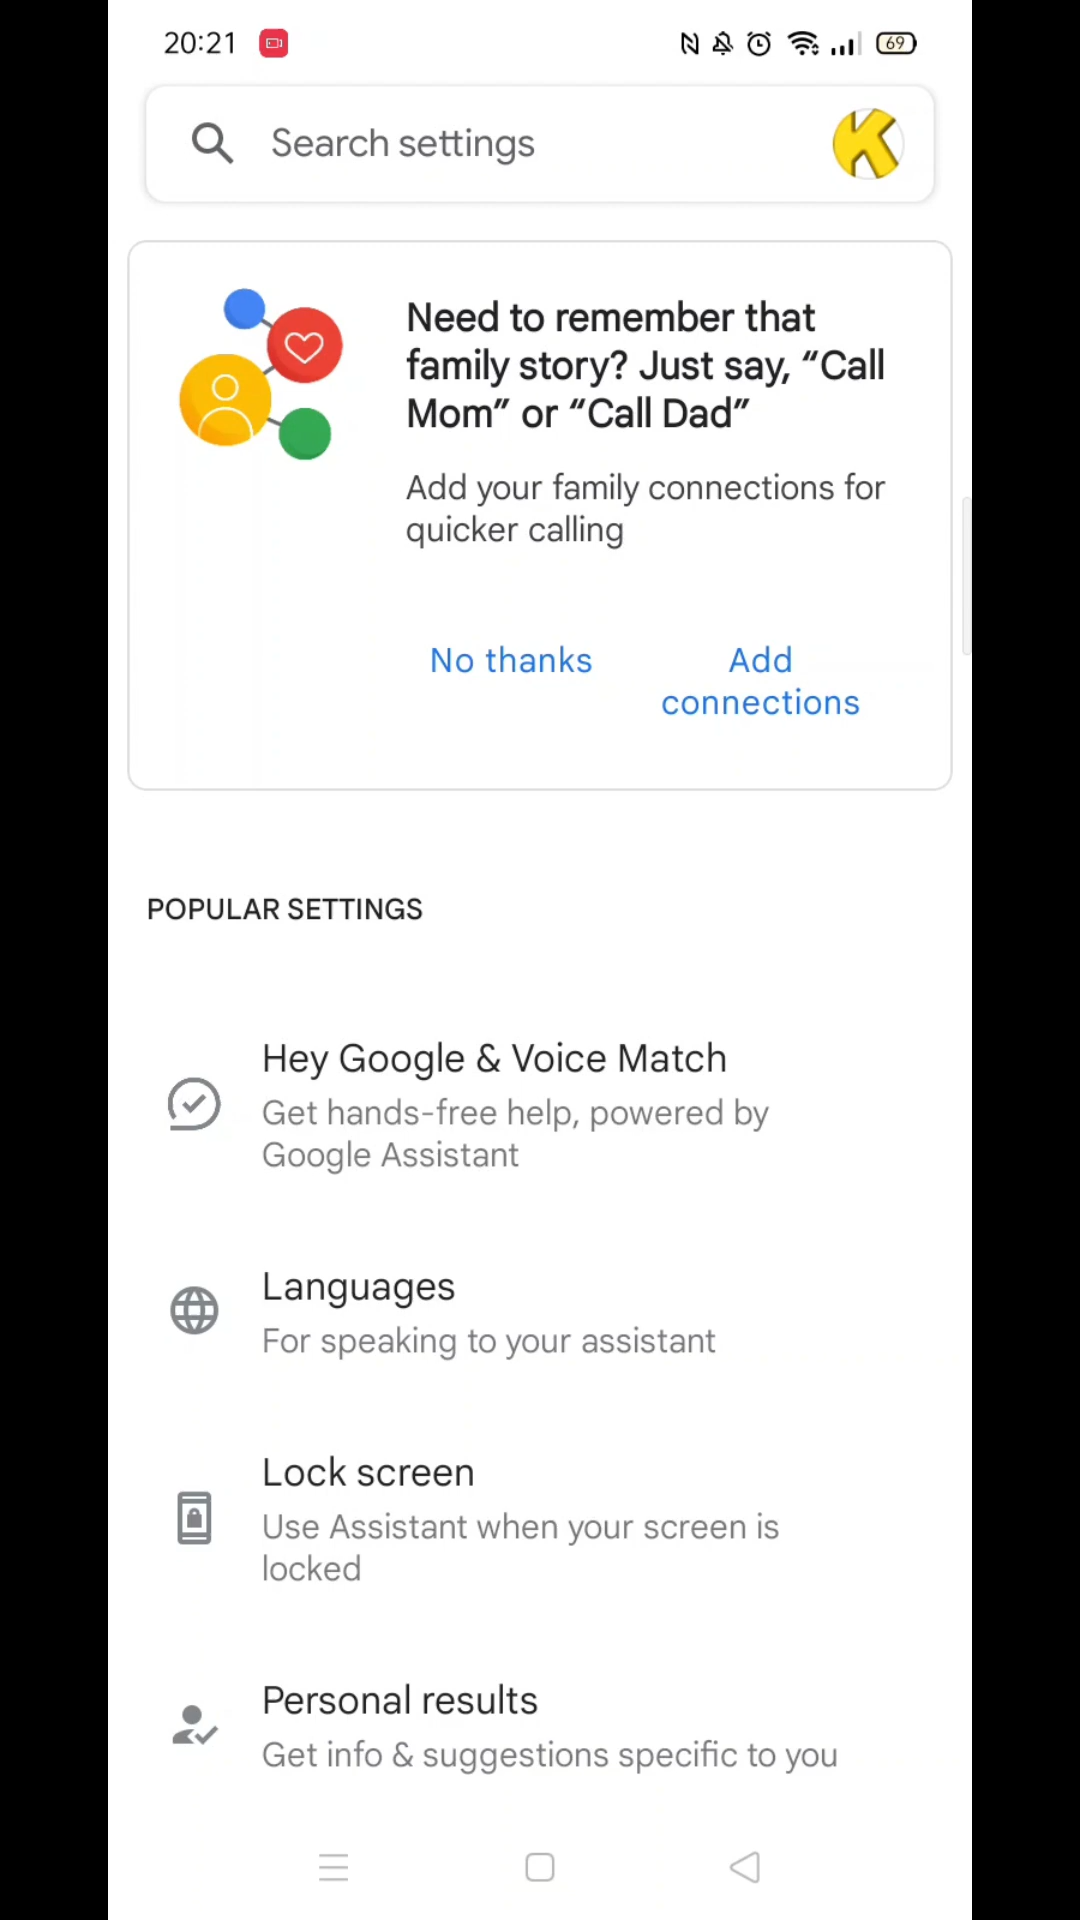 20:21
69
Search settings
K
Need to remember that
family story? Just say, “Call
Mom” or “Call Dad”
Add your family connections for
quicker calling
No thanks
Add
connections
POPULAR SETTINGS
Hey Google & Voice Match
Get hands-free help, powered by
Google Assistant
Languages
For speaking to your assistant
Lock screen
Use Assistant when your screen is
locked
Personal results
Get info & suggestions specific to you